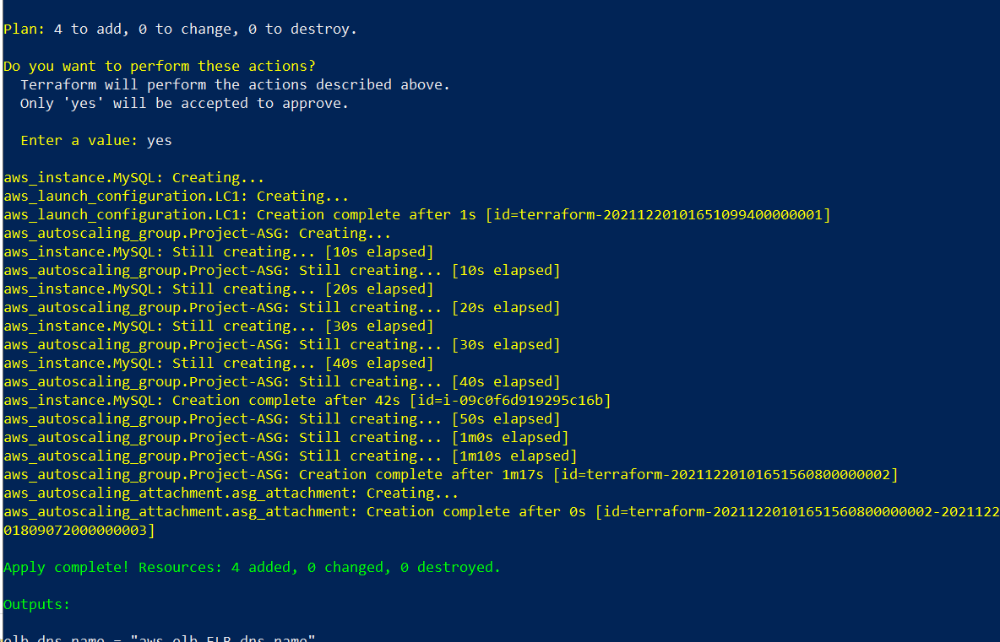 Plan: 4 to add, 0 to change, 0 to destroy.
Do you want to perform these actions?
Terraform will perform the actions described above.
Only 'yes' will be accepted to approve.
Enter a value: yes
aws_instance.MySQL: Creating...
aws_launch_configuration.LC1: Creating...
aws_launch_configuration.LC1: Creation complete after 1s [id=terraform-20211220101651099400000001]
aws_autoscaling_group.Project-ASG: Creating...
aws_instance.MySQL: Still creating... [10s elapsed]
aws_autoscaling_group.Project-ASG: Still creating... [10s elapsed]
aws_instance.MySQL: Still creating... [20s elapsed]
aws_autoscaling_group.Project-ASG: Still creating... [20s elapsed]
aws_instance.MySQL: Still creating... [30s elapsed]
aws_autoscaling_group.Project-ASG: Still creating... [30s elapsed]
aws_instance.MySQL: Still creating... [40s elapsed]
aws_autoscaling_group.Project-ASG: Still creating... [40s elapsed]
aws_instance.MySQL: Creation complete after 42s [id=i-09c0f6d919295c16b]
aws_autoscaling_group.Project-ASG: Still creating... [50s elapsed]
aws_autoscaling_group.Project-ASG: Still creating... [1m0s elapsed]
aws_autoscaling_group.Project-ASG: Still creating... [1m10s elapsed]
aws_autoscaling_group.Project-ASG: Creation complete after 1m17s [id=terraform-20211220101651560800000002]
aws_autoscaling_attachment.asg_attachment: Creating...
aws_autoscaling_attachment.asg_attachment: Creation complete after 0s [id=terraform-20211220101651560800000002-2021122
01809072000000003]
Apply complete! Resources: 4 added, 0 changed, 0 destroyed.
Outputs:
elb_dns_name = "aws_elb.ELB.dns_name"